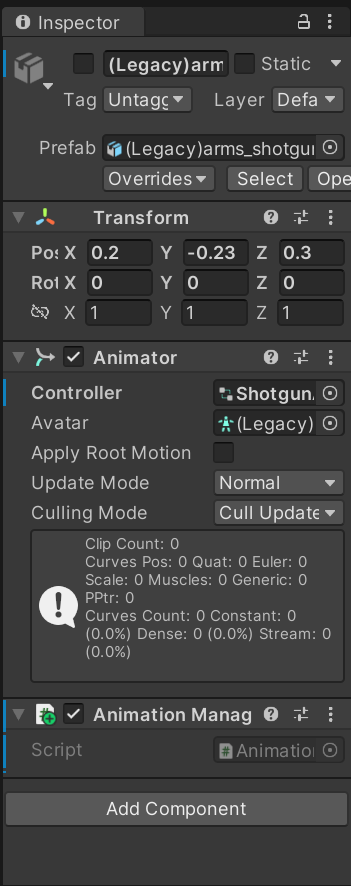 Inspector
(Legacy)arm Static
Tag Untagg Layer Defa
Prefab (Legacy)arms_shotgu
Overrides Select Ope
Transform
Pos X 0.2 Y -0.23 Z 0.3
Rot X 0 Y 0 Z 0
X 1 Y 1 Z 1
Animator
Controller Shotgun
Avatar (Legacy)
Apply Root Motion
Update Mode Normal
Culling Mode Cull Update
Clip Count: 0
Curves Pos: 0 Quat: 0 Euler: 0
Scale: 0 Muscles: 0 Generic: 0
PPtr: 0
Curves Count: 0 Constant: 0
(0.0%) Dense: 0 (0.0%) Stream: 0
(0.0%)
Animation Manag
Script Animatio
Add Component